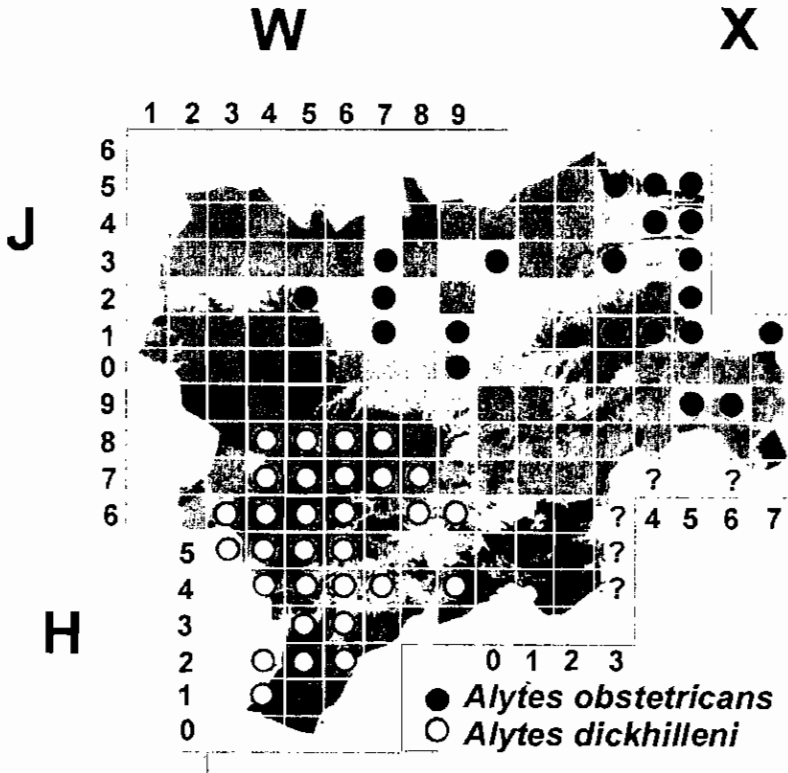 W X
1 2 3 4 5 6 7 8 9
6
5
J
4
3
2
1
0
9
8
7 ? ?
6 ? 4 5 6 7
5 ?
4 ?
H
3
2 0 1 2 3
1 Alytes obstetricans
0 Alytes dickhilleni